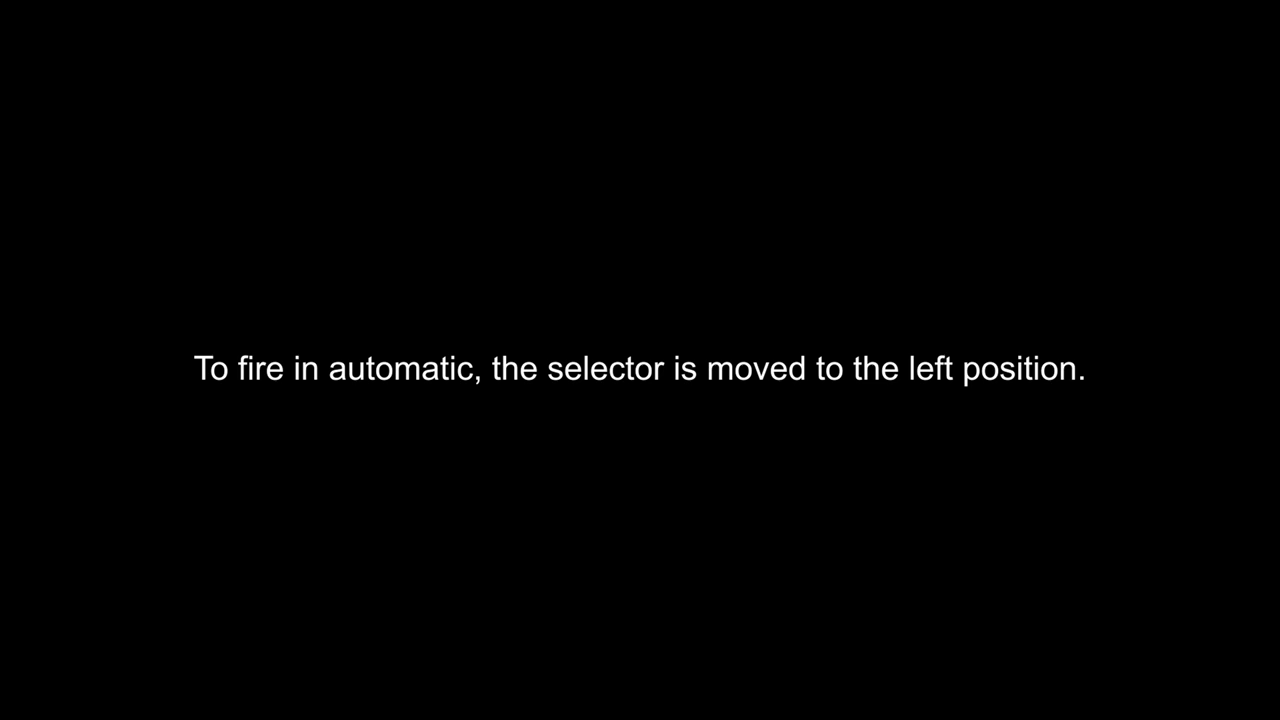 To fire in automatic, the selector is moved to the left position.